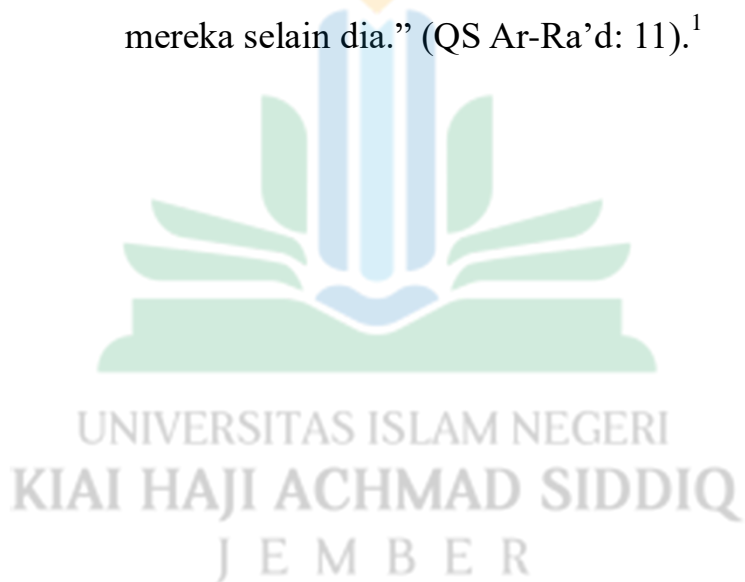 mereka selain dia.” (QS Ar-Ra’d: 11).¹
UNIVERSITAS ISLAM NEGERI
KIAI HAJI ACHMAD SIDDIQ
J E M B E R